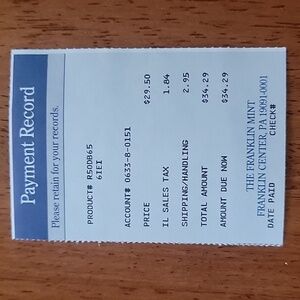 Payment Record
Please retain for your records.
PRODUCT# R500B65
6IEI
ACCOUNT# 0633-8-0151
PRICE $29.50
IL SALES TAX 1.84
SHIPPING/HANDLING 2.95
TOTAL AMOUNT $34.29
AMOUNT DUE NOW $34.29
THE FRANKLIN MINT
FRANKLIN CENTER, PA 19091-0001
DATE PAID CHECK#